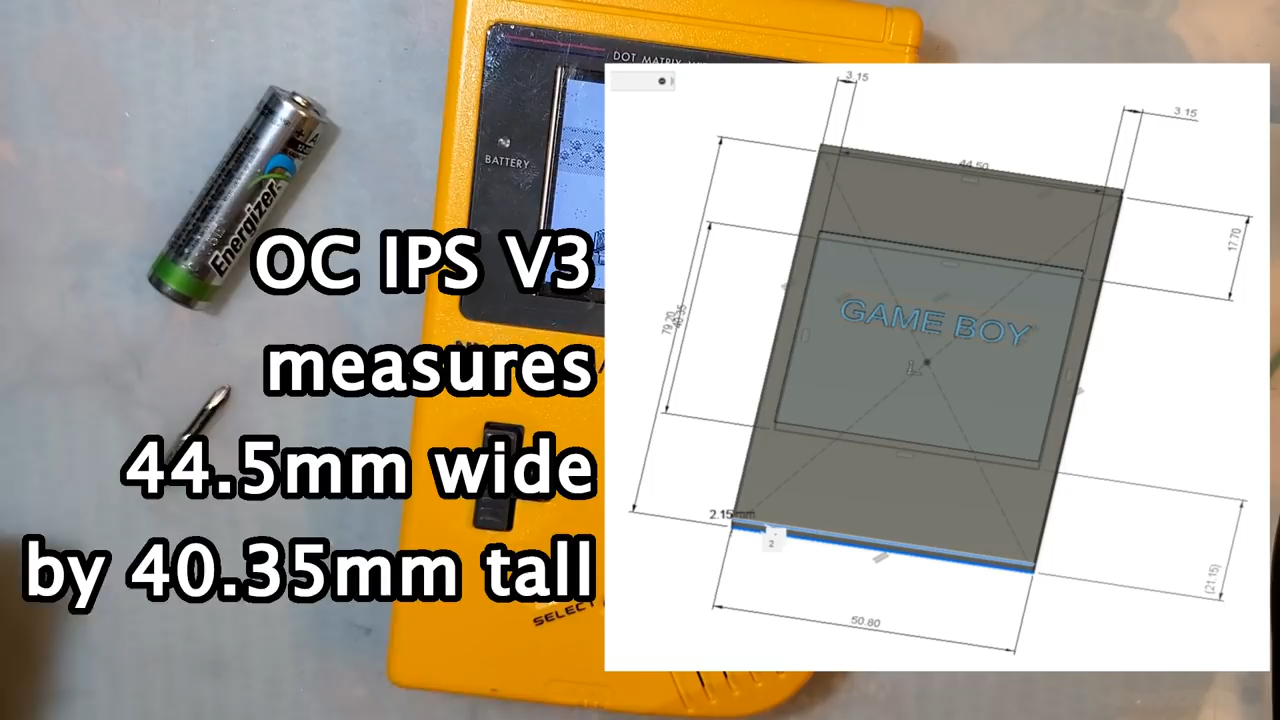 DOT MATRIX
BATTERY
Energizer
OC IPS V3
measures
44.5mm wide
by 40.35mm tall
SELECT
3.15
3.15
44.50
17.70
79.20
40.35
GAME BOY
2.15mm
2
50.80
(21.15)